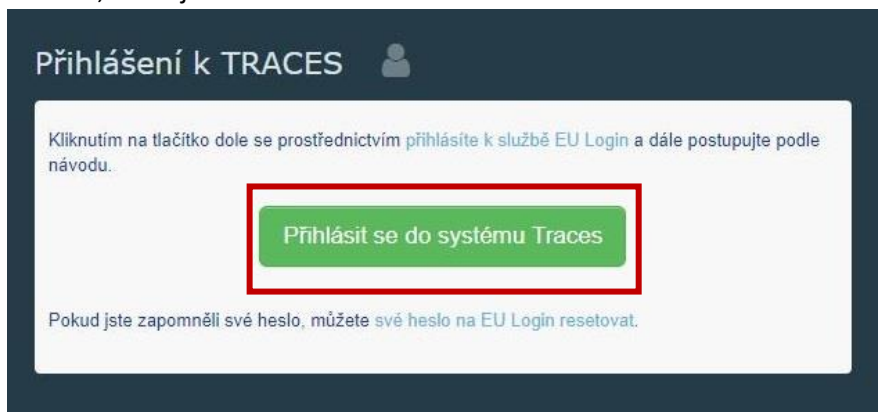 Přihlášení k TRACES
Kliknutím na tlačítko dole se prostřednictvím přihlásíte k službě EU Login a dále postupujte podle
návodu.
Přihlásit se do systému Traces
Pokud jste zapomněli své heslo, můžete své heslo na EU Login resetovat.